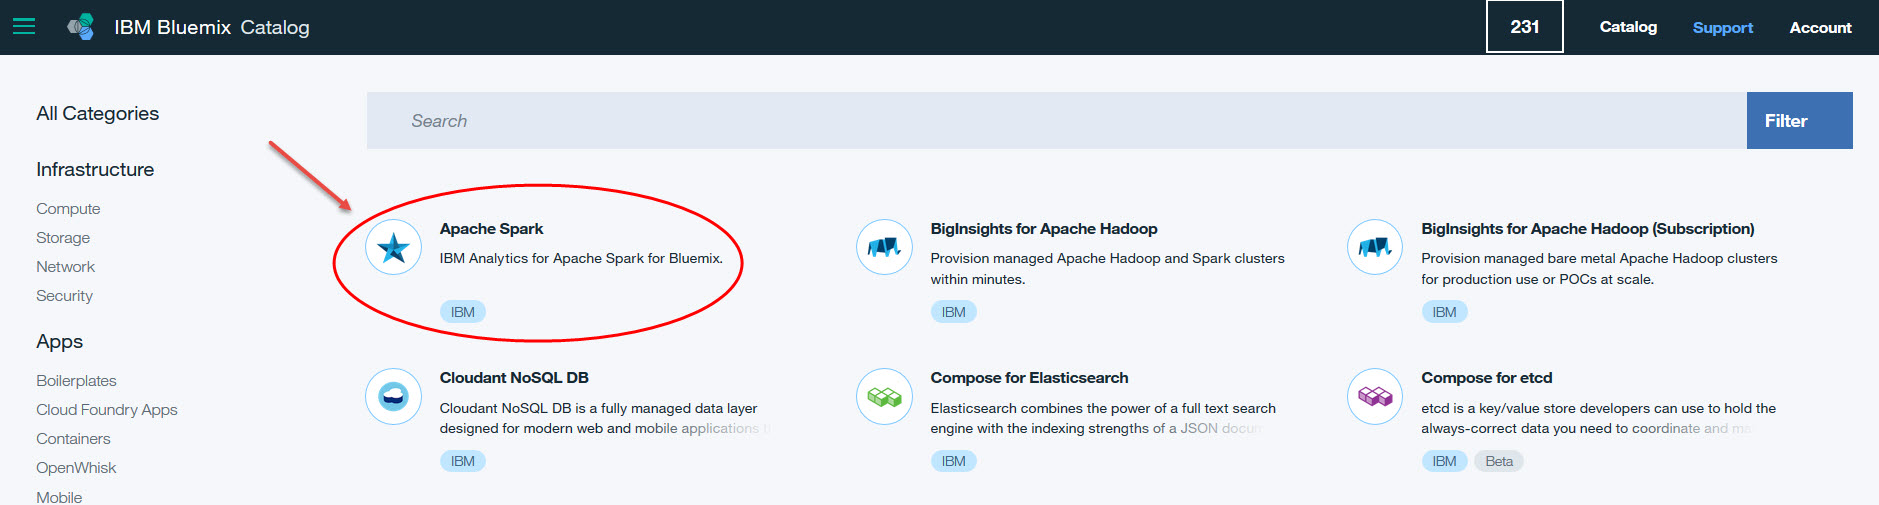 IBM Bluemix Catalog
231
Catalog
Support
Account
All Categories
Infrastructure
Compute
Storage
Network
Security
Apps
Boilerplates
Cloud Foundry Apps
Containers
OpenWhisk
Mobile
Search
Filter
Apache Spark
IBM Analytics for Apache Spark for Bluemix.
IBM
BigInsights for Apache Hadoop
Provision managed Apache Hadoop and Spark clusters
within minutes.
IBM
BigInsights for Apache Hadoop (Subscription)
Provision managed bare metal Apache Hadoop clusters
for production use or POCs at scale.
IBM
Cloudant NoSQL DB
Cloudant NoSQL DB is a fully managed data layer
designed for modern web and mobile applications
IBM
Compose for Elasticsearch
Elasticsearch combines the power of a full text search
engine with the indexing strengths of a JSON
IBM
Compose for etcd
etcd is a key/value store developers can use to hold the
always-correct data you need to coordinate and
IBM
Beta